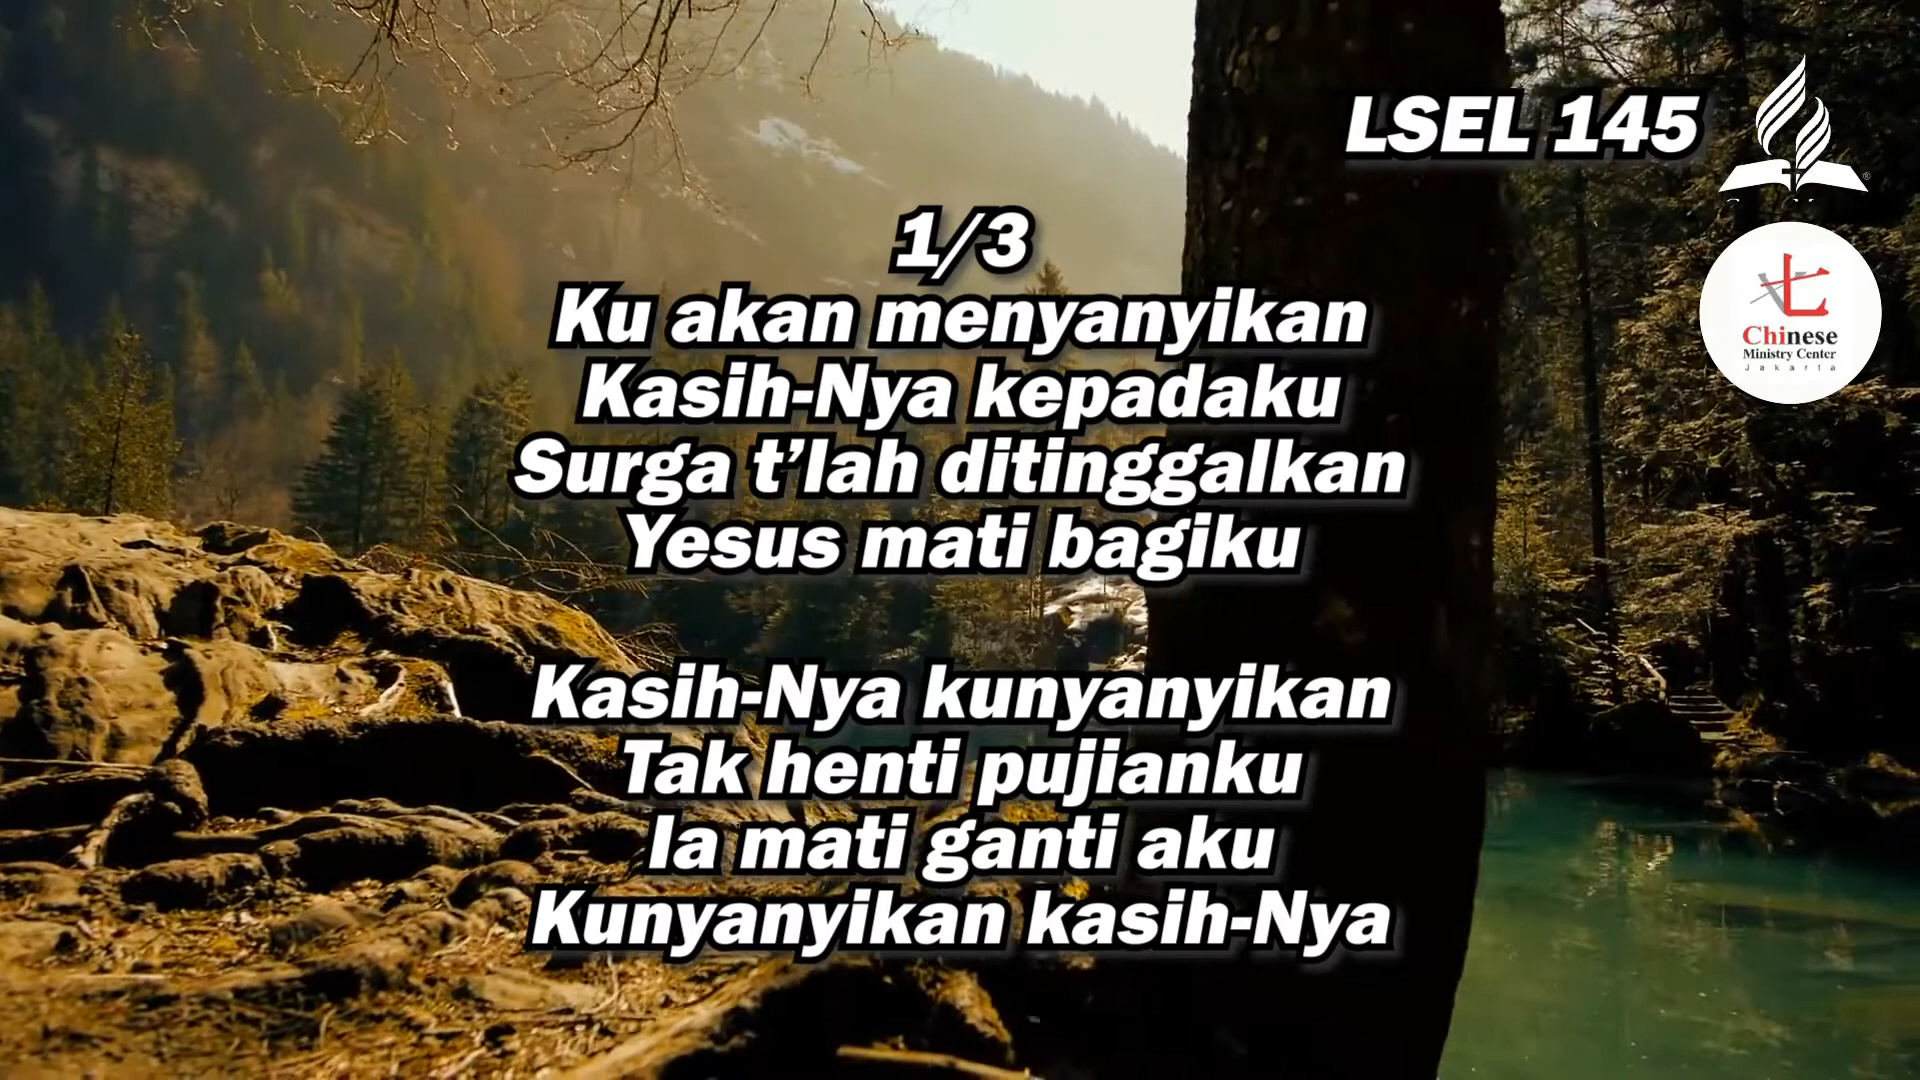 LSEL 145
1/3
Ku akan menyanyikan
Kasih-Nya kepadaku
Surga t’lah ditinggalkan
Yesus mati bagiku
Kasih-Nya kunyanyikan
Tak henti pujianku
Ia mati ganti aku
Kunyanyikan kasih-Nya
七
Chinese
Ministry Center
Jakarta